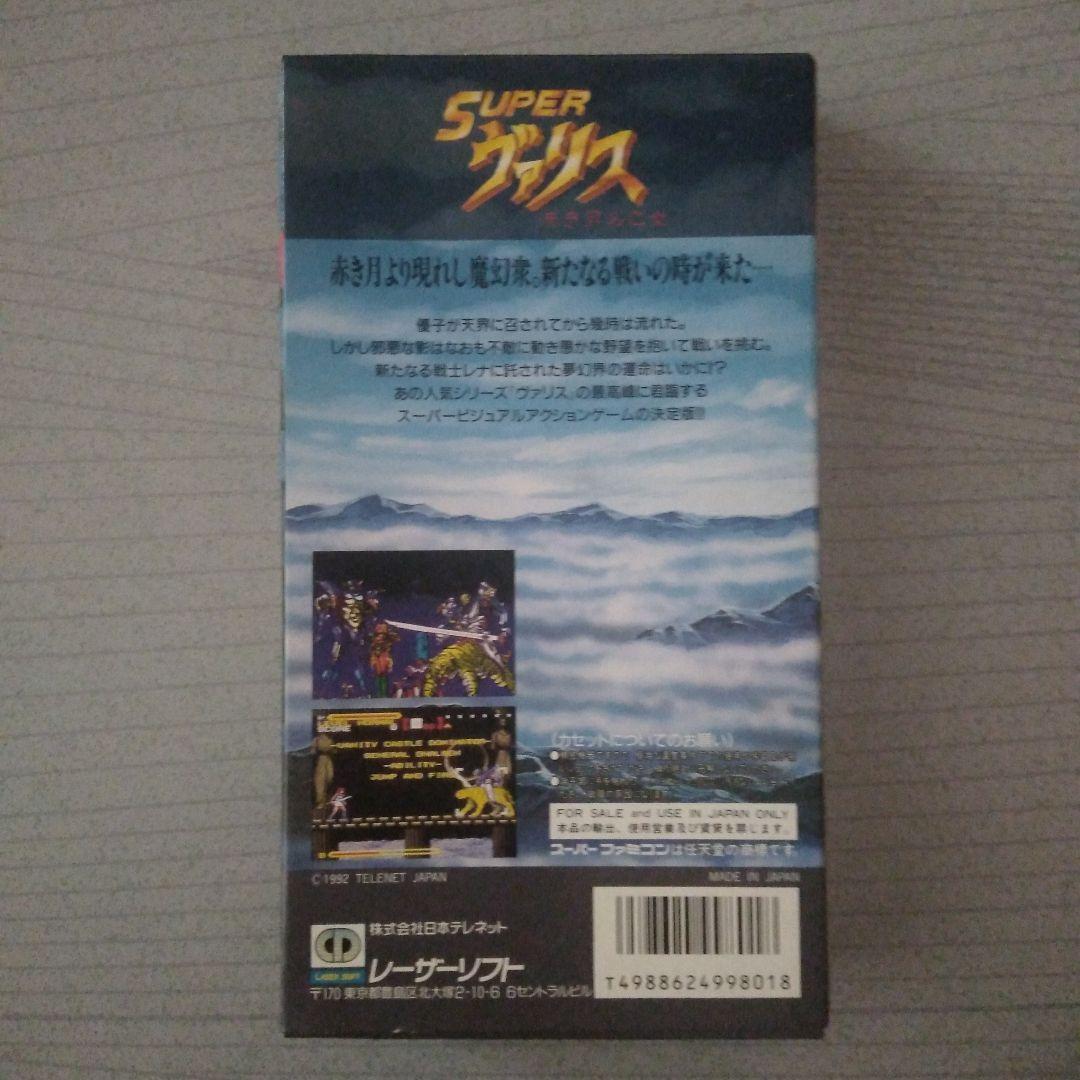 SUPER
ヴァリス
赤き月より現れし魔幻衆。新たなる戦いの時が来た—
優子が天界に召されてから幾時は流れた。
しかし邪悪な影はなおも不敵に動き愚かな野望を抱いて戦いを挑む。
新たなる戦士レナに託された夢幻界の運命はいかに!?
あの人気シリーズ『ヴァリス』の最高峰に君臨する
スーパービジュアルアクションゲームの決定版!!
SCORE
-VANITY CASTLE DOMINATOR-
GENERAL
-ABILITY-
JUMP AND FIRE
《カセットについてのお願い》
FOR SALE and USE IN JAPAN ONLY
本品の輸出、使用営業及び賃貸を禁じます。
スーパーファミコンは任天堂の商標です
©1992 TELENET JAPAN
MADE IN JAPAN
株式会社日本テレネット
LASER SOFT
レーザーソフト
〒170 東京都豊島区北大塚2-10-6 6セントラルビル
T4988624998018